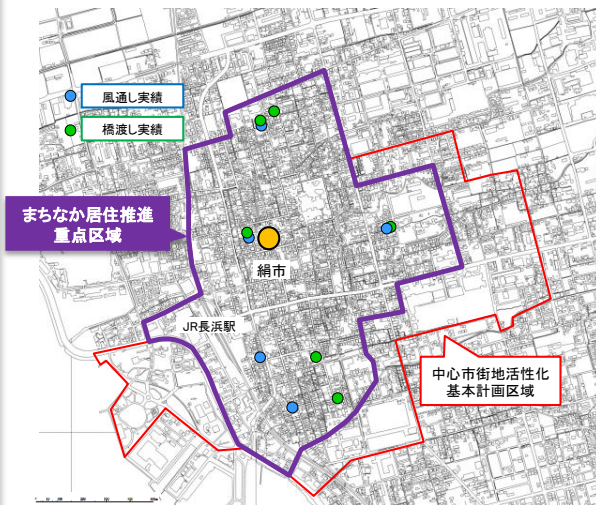 風通し実績
橋渡し実績
まちなか居住推進
重点区域
絹市
JR長浜駅
中心市街地活性化
基本計画区域